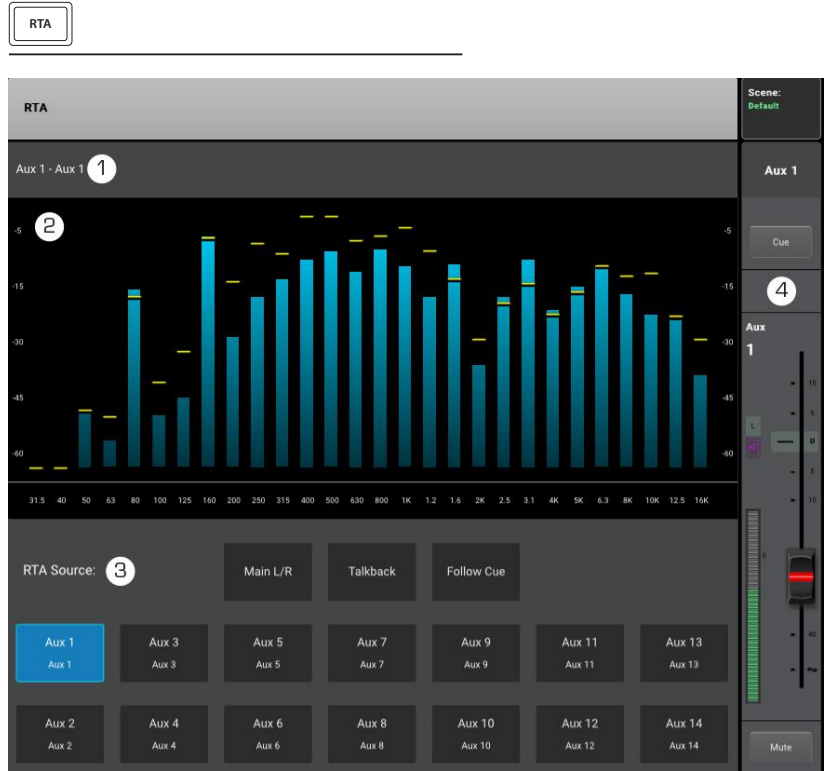 RTA
RTA
Scene:
Default
Aux 1 - Aux 1 1
Aux 1
2
-5 -5
Cue
-15 -15
4
Aux
1
-30 -30
10
-45 -45
5
L
U
-60 -60
5
31.5 40 50 63 80 100 125 160 200 250 315 400 500 630 800 1K 1.2 1.6 2K 2.5 3.1 4K 5K 6.3 8K 10K 12.5 16K
10
RTA Source: 3 Main L/R Talkback Follow Cue
0
Aux 1 Aux 3 Aux 5 Aux 7 Aux 9 Aux 11 Aux 13
40
Aux 1 Aux 3 Aux 5 Aux 7 Aux 9 Aux 11 Aux 13
∞
Aux 2 Aux 4 Aux 6 Aux 8 Aux 10 Aux 12 Aux 14
Aux 2 Aux 4 Aux 6 Aux 8 Aux 10 Aux 12 Aux 14
Mute